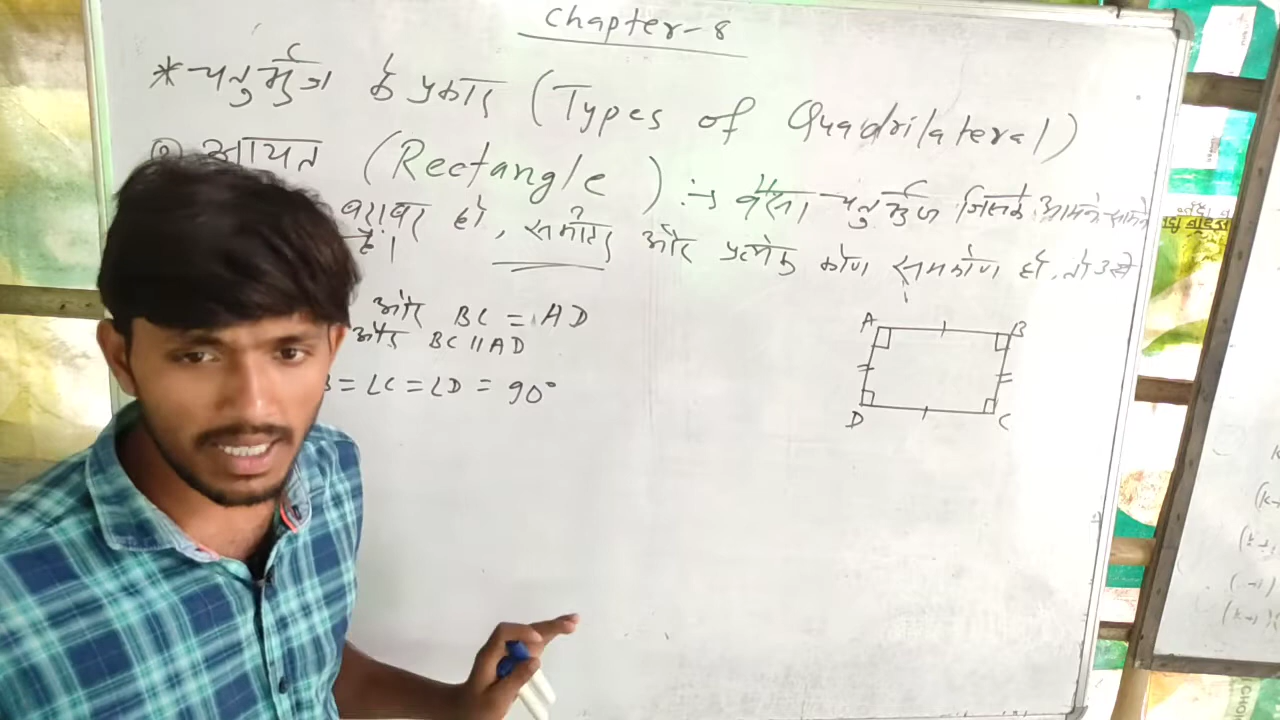 Chapter-8
* चतुर्भुज के प्रकार (Types of Quadrilateral)
आयत (Rectangle) :→ वैसा चतुर्भुज जिसके आमने-सामने
बराबर हो, समांतर और प्रत्येक कोण समकोण हो, तो उसे
है।
और BC = AD
और BC || AD
= ∠C = ∠D = 90°
A B
D C